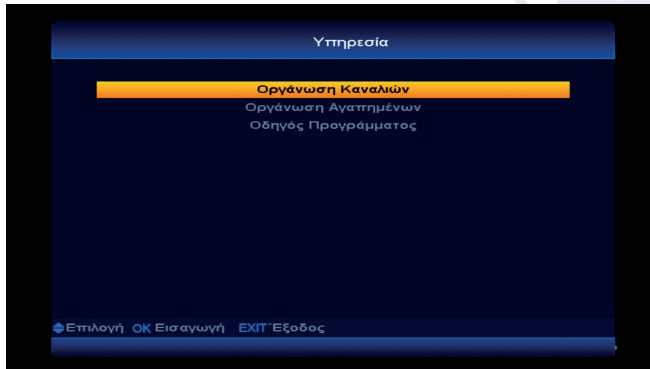 Υπηρεσία
Οργάνωση Καναλιών
Οργάνωση Αγαπημένων
Οδηγός Προγράμματος
Επιλογή OK Εισαγωγή EXIT Έξοδος